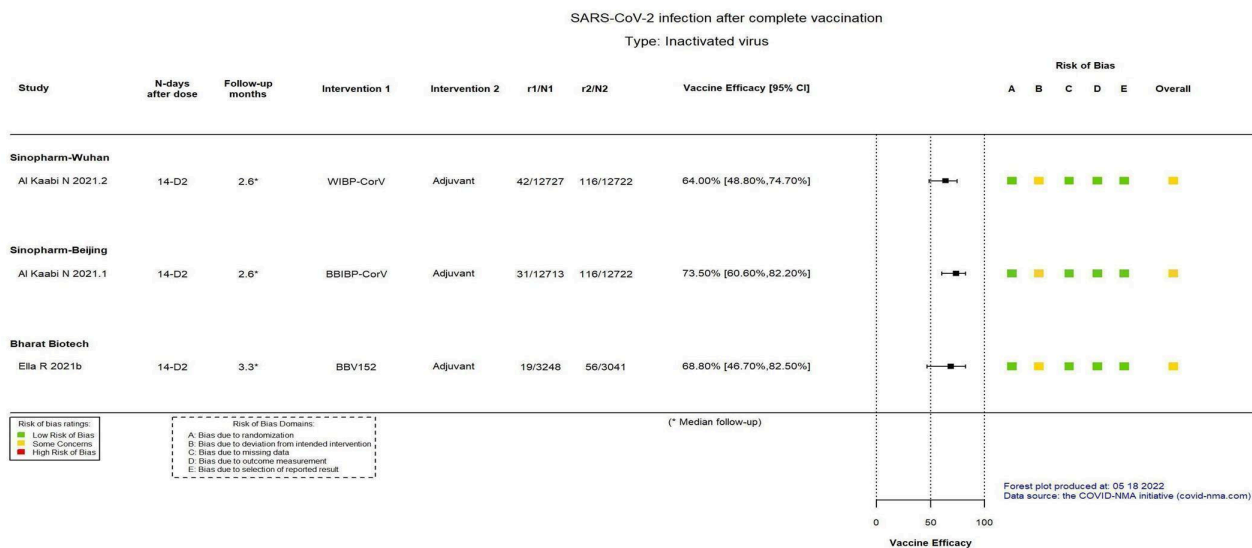 SARS-CoV-2 infection after complete vaccination
Type: Inactivated virus
Risk of Bias
Study N-days after dose Follow-up months Intervention 1 Intervention 2 r1/N1 r2/N2 Vaccine Efficacy [95% CI] A B C D E Overall
Sinopharm-Wuhan
Al Kaabi N 2021.2 14-D2 2.6* WIBP-CorV Adjuvant 42/12727 116/12722 64.00% [48.80%,74.70%]
Sinopharm-Beijing
Al Kaabi N 2021.1 14-D2 2.6* BBIBP-CorV Adjuvant 31/12713 116/12722 73.50% [60.60%,82.20%]
Bharat Biotech
Ella R 2021b 14-D2 3.3* BBV152 Adjuvant 19/3248 56/3041 68.80% [46.70%,82.50%]
Risk of bias ratings:
Low Risk of Bias
Some Concerns
High Risk of Bias
Risk of Bias Domains:
A: Bias due to randomization
B: Bias due to deviation from intended intervention
C: Bias due to missing data
D: Bias due to outcome measurement
E: Bias due to selection of reported result
(* Median follow-up)
Forest plot produced at: 05 18 2022
Data source: the COVID-NMA initiative (covid-nma.com)
0 50 100
Vaccine Efficacy